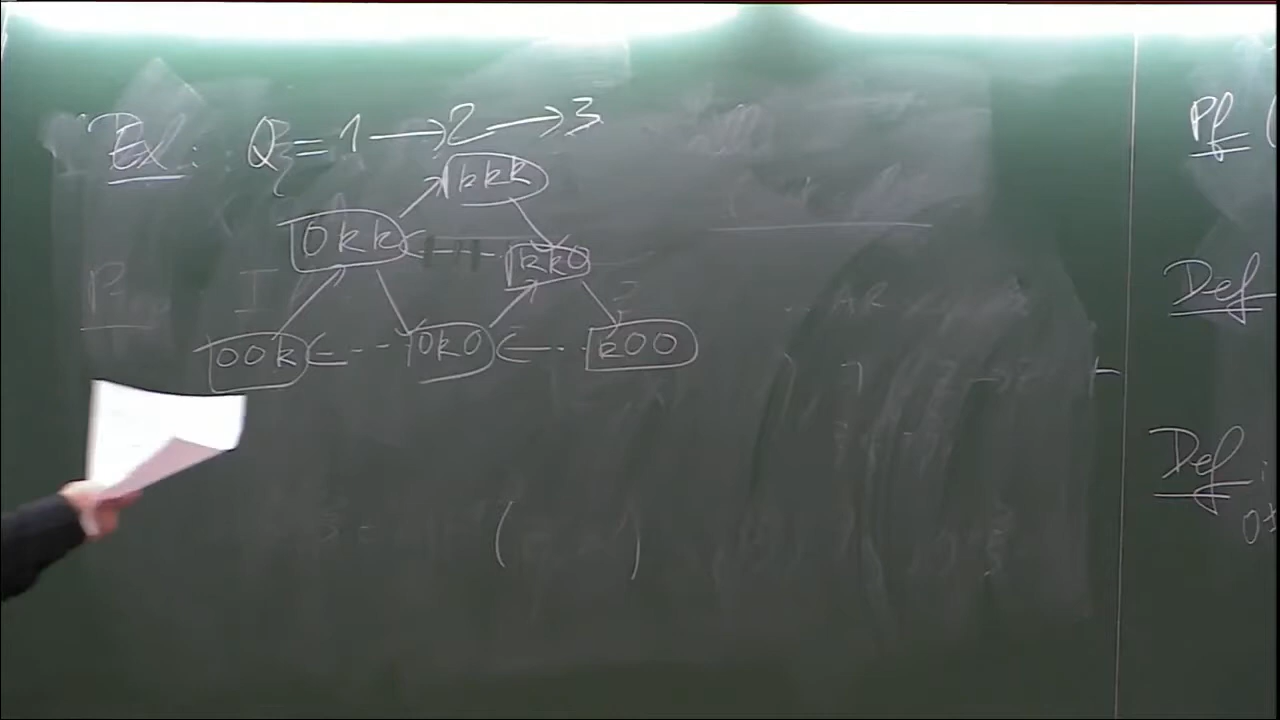 Ex: Q = 1 → 2 → 3
kkk
0kk
kk0
00k 0k0 k00
Pf (
Def
Def: